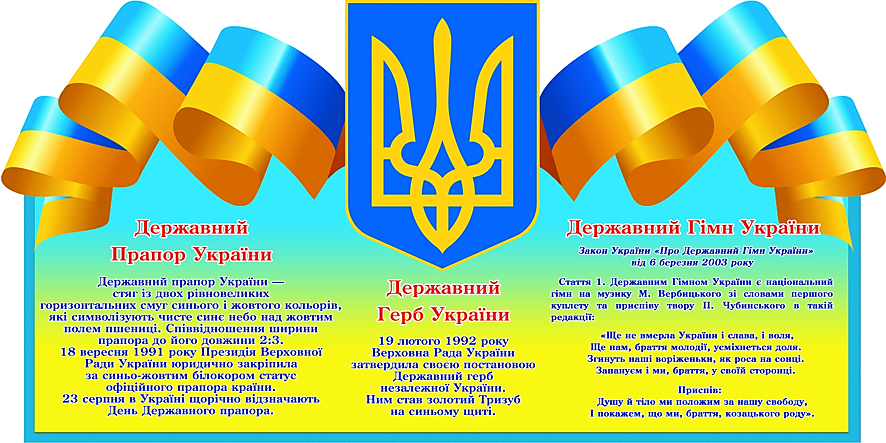 Державний
Прапор України
Державний прапор України —
стяг із двох рівновеликих
горизонтальних смуг синього і жовтого кольорів,
які символізують чисте синє небо над жовтим
полем пшениці. Співвідношення ширини
прапора до його довжини 2:3.
18 вересня 1991 року Президія Верховної
Ради України юридично закріпила
за синьо-жовтим білокором статус
офіційного прапора країни.
23 серпня в Україні щорічно відзначають
День Державного прапора.
Державний
Герб України
19 лютого 1992 року
Верховна Рада України
затвердила своєю постановою
Державний герб
незалежної України.
Ним став золотий Тризуб
на синьому щиті.
Державний Гімн України
Закон України «Про Державний Гімн України»
від 6 березня 2003 року
Стаття 1. Державним Гімном України є національний
гімн на музику М. Вербицького зі словами першого
куплету та приспіву твору П. Чубинського в такій
редакції:
«Ще не вмерла України і слава, і воля,
Ще нам, браття молодії, усміхнеться доля.
Згинуть наші воріженьки, як роса на сонці.
Запануєм і ми, браття, у своїй сторонці.
Приспів:
Душу й тіло ми положим за нашу свободу,
І покажем, що ми, браття, козацького роду».